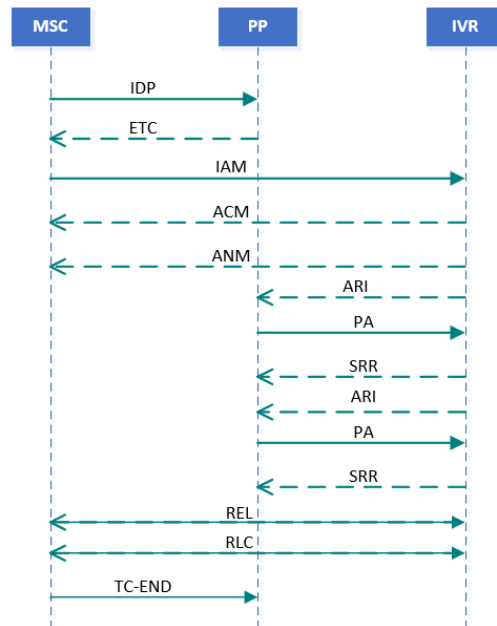 MSC
PP
IVR
IDP
ETC
IAM
ACM
ANM
ARI
PA
SRR
ARI
PA
SRR
REL
RLC
TC-END